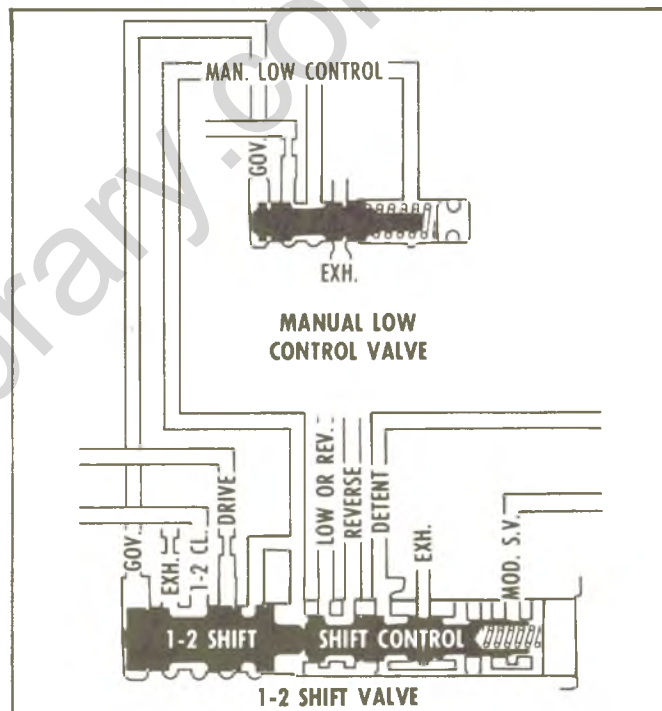 MAN. LOW CONTROL
GOV.
EXH.
MANUAL LOW
CONTROL VALVE
GOV.
EXH.
1-2 CL.
DRIVE
LOW OR REV.
REVERSE
DETENT
EXH.
MOD. S.V.
1-2 SHIFT
SHIFT CONTROL
1-2 SHIFT VALVE